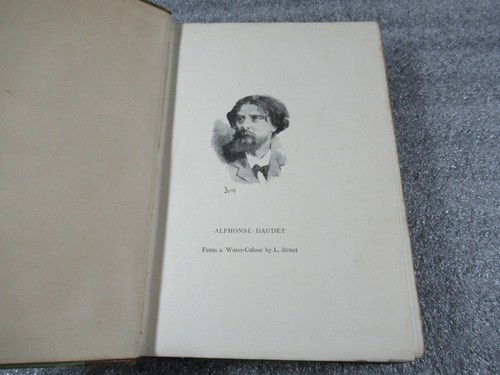 ALPHONSE DAUDET
From a Water-Colour by L. Rossi